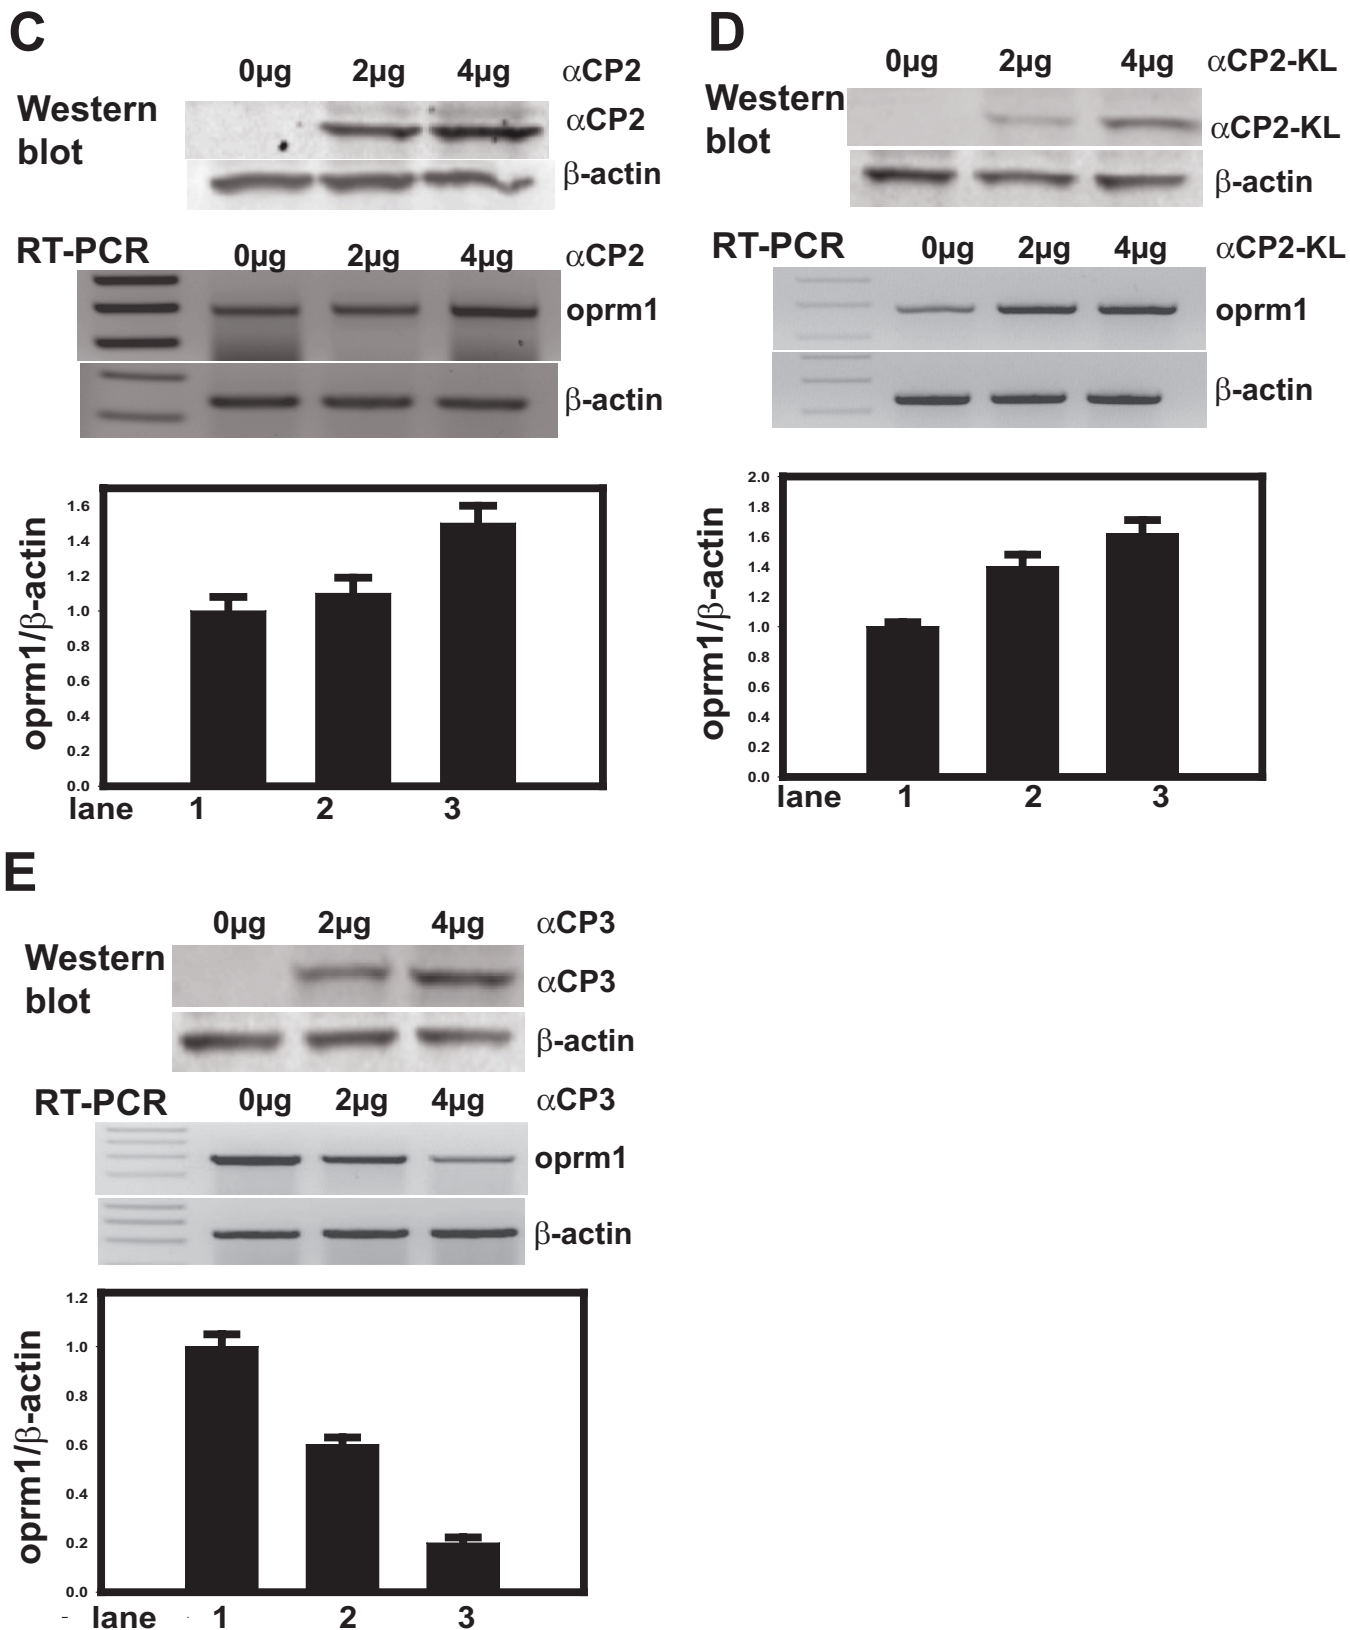 C
0µg 2µg 4µg αCP2
Western blot
αCP2
β-actin
RT-PCR
0µg 2µg 4µg αCP2
oprm1
β-actin
oprm1/β-actin
1.6
1.4
1.2
1.0
0.8
0.6
0.4
0.2
0.0
lane 1 2 3
D
0µg 2µg 4µg αCP2-KL
Western blot
αCP2-KL
β-actin
RT-PCR
0µg 2µg 4µg αCP2-KL
oprm1
β-actin
oprm1/β-actin
2.0
1.8
1.6
1.4
1.2
1.0
0.8
0.6
0.4
0.2
0.0
lane 1 2 3
E
0µg 2µg 4µg αCP3
Western blot
αCP3
β-actin
RT-PCR
0µg 2µg 4µg αCP3
oprm1
β-actin
oprm1/β-actin
1.2
1.0
0.8
0.6
0.4
0.2
0.0
lane 1 2 3